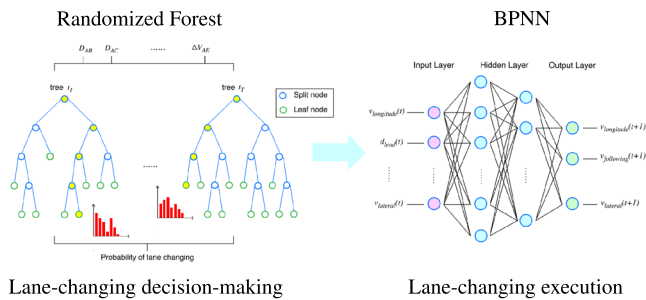 Randomized Forest
BPNN
D_AB D_AC ...... ΔV_AE
tree t_1
tree t_T
Split node
Leaf node
......
Probability of lane changing
Lane-changing decision-making
Input Layer
Hidden Layer
Output Layer
v_longitude(t)
d_lead(t)
v_lateral(t)
v_longitude(t+1)
v_following(t+1)
v_lateral(t+1)
Lane-changing execution